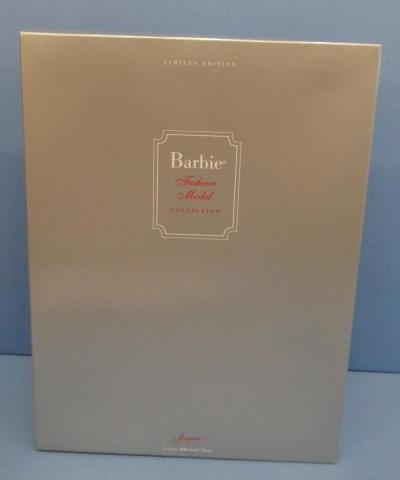 LIMITED EDITION
Barbie®
Fashion
Model
COLLECTION